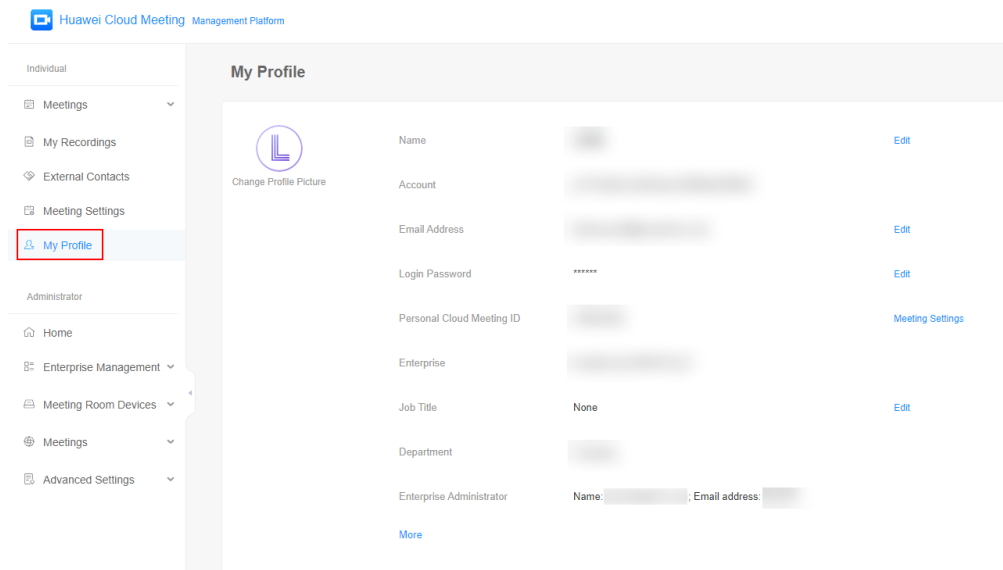 Huawei Cloud Meeting Management Platform
Individual
Meetings
My Recordings
External Contacts
Meeting Settings
My Profile
Administrator
Home
Enterprise Management
Meeting Room Devices
Meetings
Advanced Settings
My Profile
Change Profile Picture
Name Edit
Account
Email Address Edit
Login Password ****** Edit
Personal Cloud Meeting ID Meeting Settings
Enterprise
Job Title None Edit
Department
Enterprise Administrator Name: ; Email address:
More